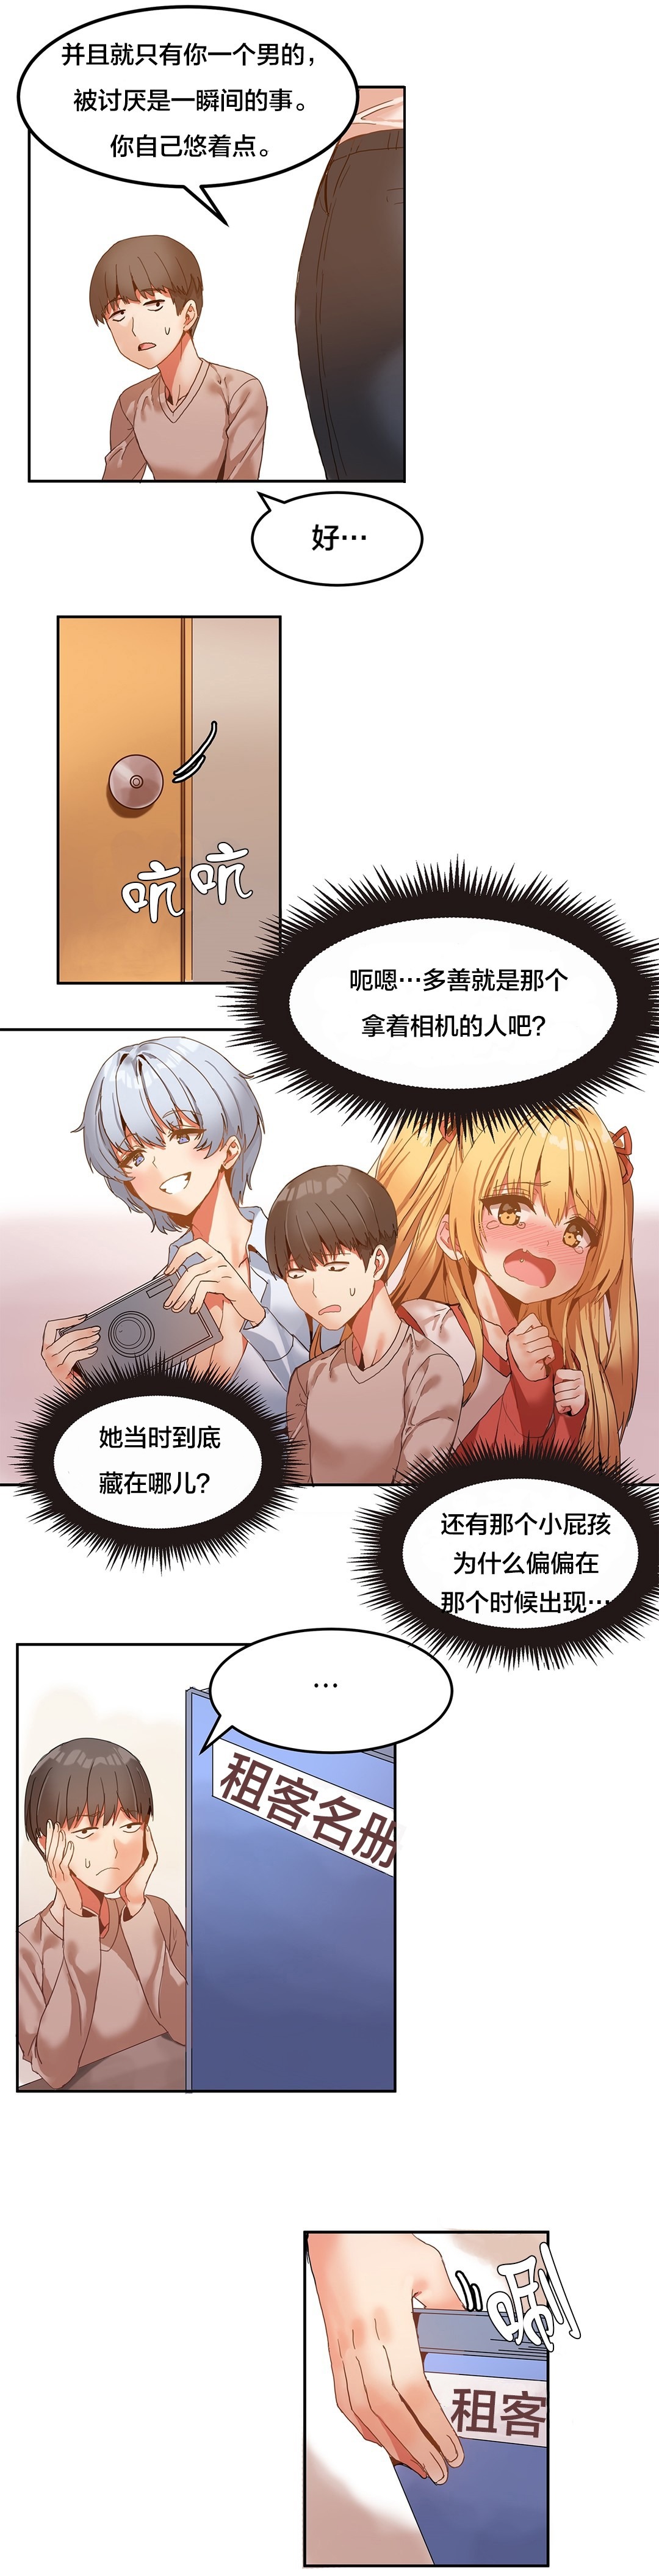 并且就只有你一个男的，
被讨厌是一瞬间的事。
你自己悠着点。
好…
吭吭
呃嗯…多善就是那个
拿着相机的人吧？
她当时到底
藏在哪儿？
还有那个小屁孩
为什么偏偏在
那个时候出现…
…
租客名册
唰
租客